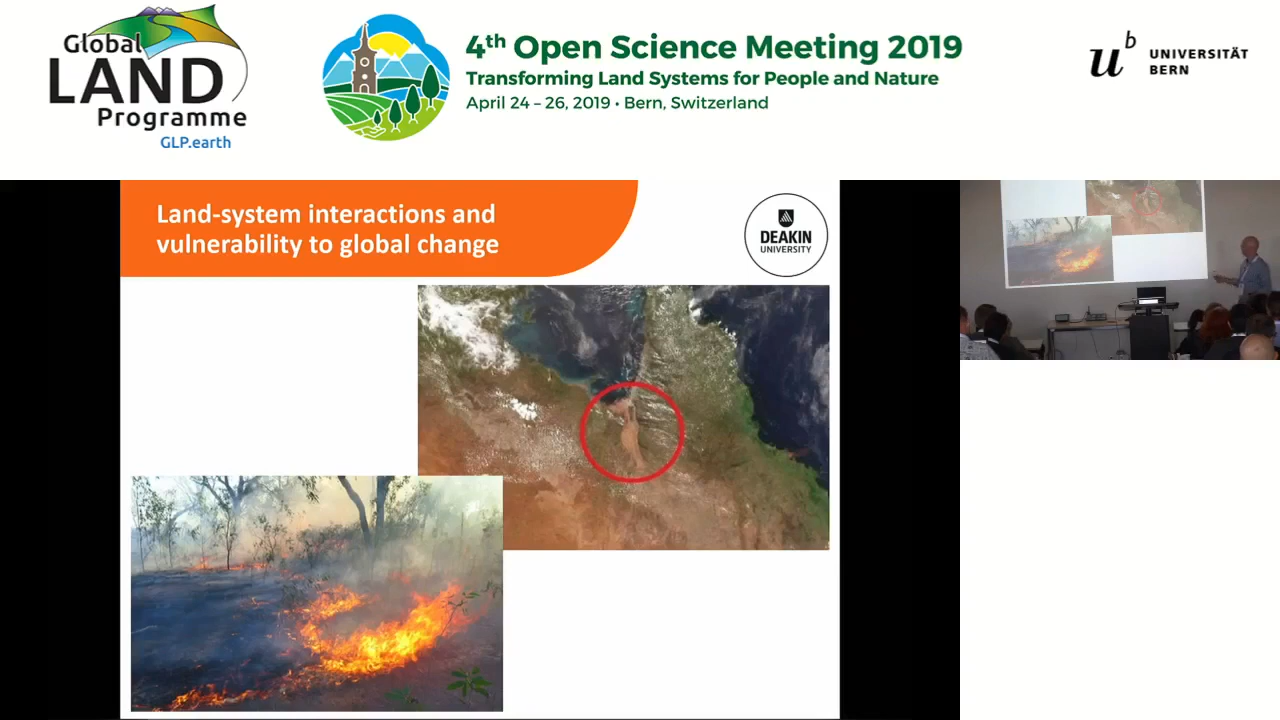 Global
LAND
Programme
GLP.earth
4th Open Science Meeting 2019
Transforming Land Systems for People and Nature
April 24 – 26, 2019 • Bern, Switzerland
u
b
UNIVERSITÄT
BERN
Land-system interactions and
vulnerability to global change
DEAKIN
UNIVERSITY